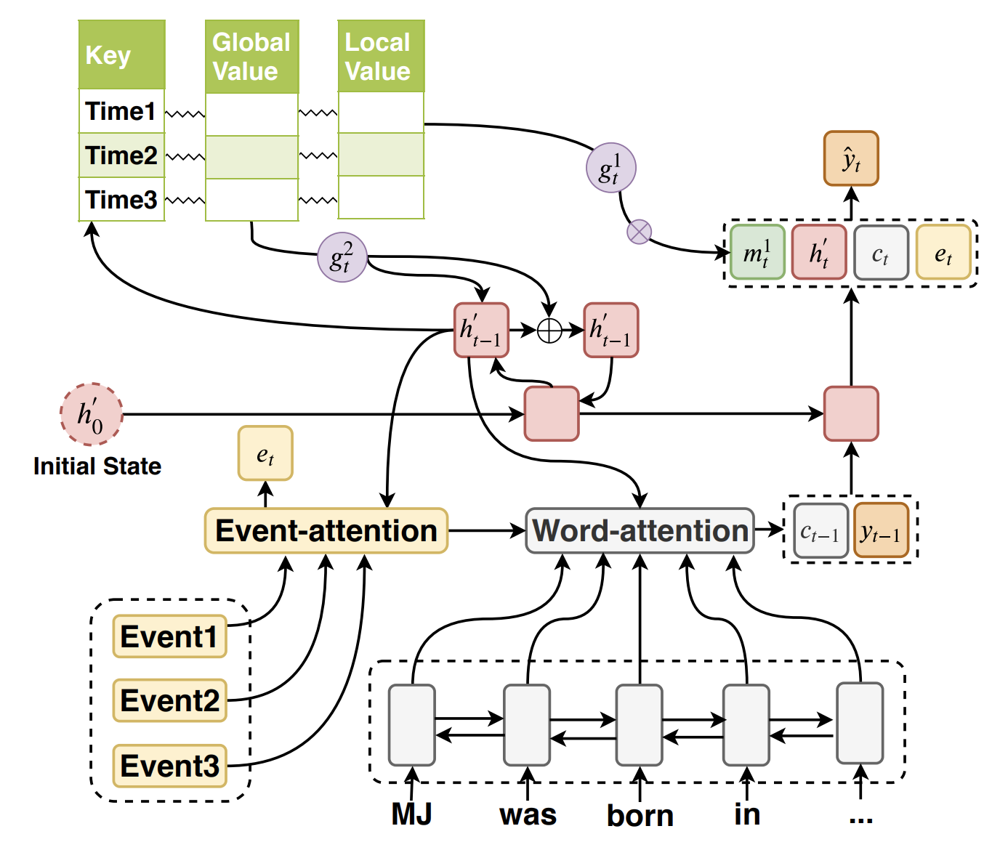 Key
Global
Value
Local
Value
Time1
Time2
Time3
g_t^1
ŷ_t
m_t^1
h'_t
c_t
e_t
g_t^2
h'_{t-1}
h'_{t-1}
h'_0
Initial State
e_t
Event-attention
Word-attention
c_{t-1}
y_{t-1}
Event1
Event2
Event3
MJ
was
born
in
...